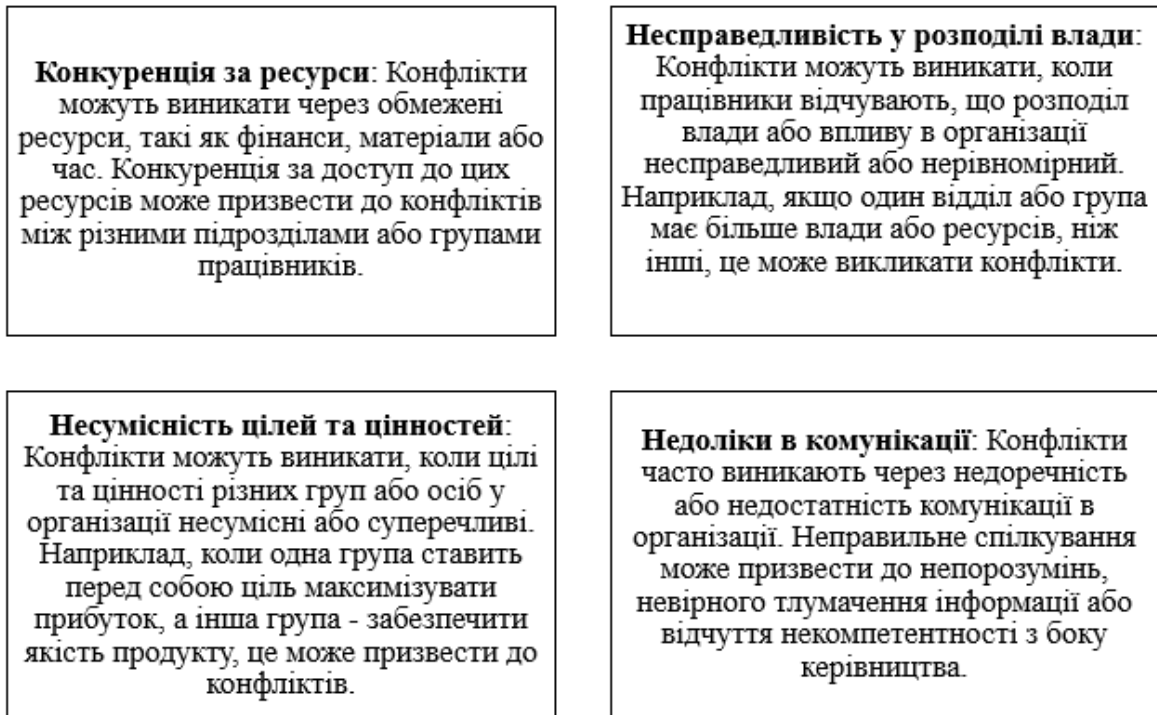 Конкуренція за ресурси: Конфлікти
можуть виникати через обмежені
ресурси, такі як фінанси, матеріали або
час. Конкуренція за доступ до цих
ресурсів може призвести до конфліктів
між різними підрозділами або групами
працівників.
Несправедливість у розподілі влади:
Конфлікти можуть виникати, коли
працівники відчувають, що розподіл
влади або впливу в організації
несправедливий або нерівномірний.
Наприклад, якщо один відділ або група
має більше влади або ресурсів, ніж
інші, це може викликати конфлікти.
Несумісність цілей та цінностей:
Конфлікти можуть виникати, коли цілі
та цінності різних груп або осіб у
організації несумісні або суперечливі.
Наприклад, коли одна група ставить
перед собою ціль максимізувати
прибуток, а інша група - забезпечити
якість продукту, це може призвести до
конфліктів.
Недоліки в комунікації: Конфлікти
часто виникають через недоречність
або недостатність комунікації в
організації. Неправильне спілкування
може призвести до непорозумінь,
невірного тлумачення інформації або
відчуття некомпетентності з боку
керівництва.